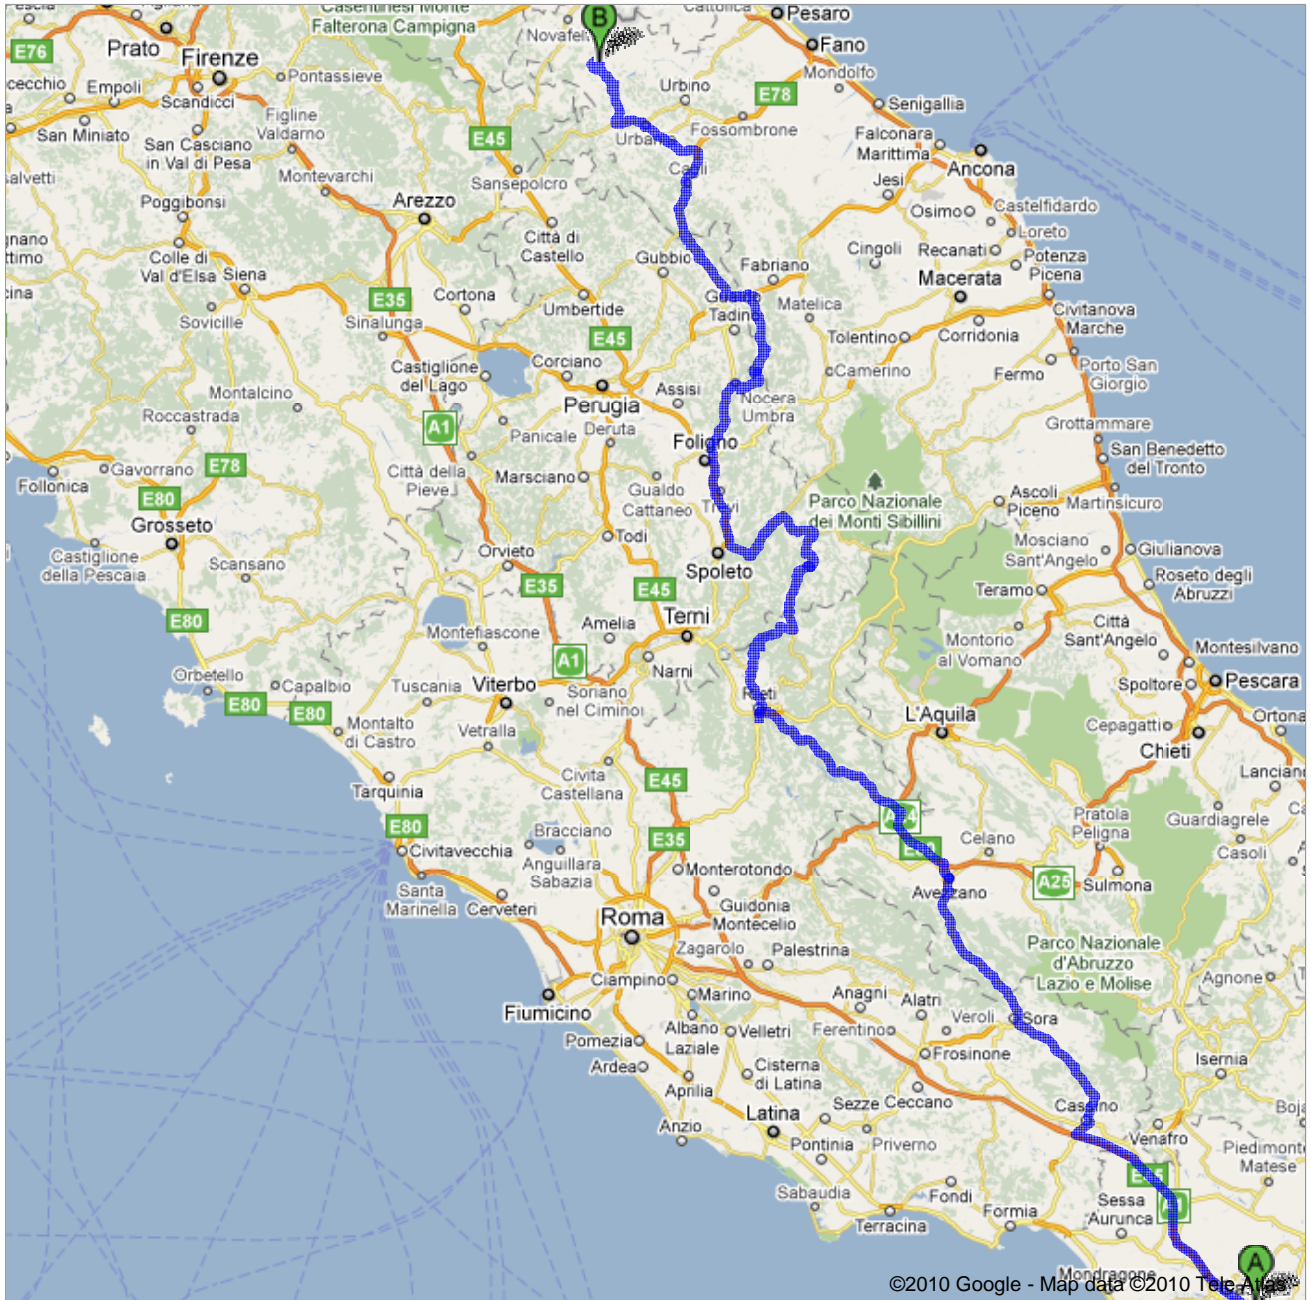 Casentinesi Monte
Falterona Campigna
Cattolica
Pesaro
Prato
E76
Firenze
Novafel
B
Fano
Pontassieve
Mondolfo
Empoli
Scandicci
Urbino
E78
Senigallia
San Miniato
Figline
Valdarno
E45
Fossombrone
San Casciano
in Val di Pesa
Falconara
Marittima
Ancona
Montevarchi
Sansepolcro
Jesi
Poggibonsi
Arezzo
Osimo
Castelfidardo
Loreto
Colle di
Val d'Elsa
Siena
Città di
Castello
Gubbio
Fabriano
Cingoli
Recanati
Potenza
Picena
Macerata
E35
Cortona
Umbertide
Matelica
Civitanova
Marche
Sovicille
Sinalunga
E45
Tadino
Tolentino
Corridonia
Castiglione
del Lago
Corciano
Camerino
Fermo
Porto San
Giorgio
Montalcino
Perugia
Assisi
Nocera
Umbra
Roccastrada
A1
Panicale
Deruta
Foligno
Grottammare
Gavorrano
E78
Città della
Pieve
Marsciano
Gualdo
Cattaneo
San Benedetto
del Tronto
Follonica
E80
Parco Nazionale
dei Monti Sibillini
Ascoli
Piceno
Martinsicuro
Grosseto
Todi
Castiglione
della Pescaia
Scansano
Orvieto
Spoleto
Mosciano
Sant'Angelo
Giulianova
E35
E45
Teramo
Roseto degli
Abruzzi
E80
Amelia
Terni
Città
Sant'Angelo
Montefiascone
A1
Narni
Montorio
al Vomano
Montesilvano
Orbetello
Capalbio
Tuscania
Viterbo
Soriano
nel Cimino
Rieti
Spoltore
Pescara
E80
E80
Montalto
di Castro
Vetralla
L'Aquila
Cepagatti
Ortona
Chieti
Tarquinia
Civita
Castellana
E45
Lancian
E80
Bracciano
E35
Celano
Pratola
Peligna
Guardiagrele
Civitavecchia
Anguillara
Sabazia
Monterotondo
Casoli
Santa
Marinella
Cerveteri
Guidonia
Montecelio
Avezzano
A25
Sulmona
Roma
Zagarolo
Palestrina
Parco Nazionale
d'Abruzzo
Lazio e Molise
Ciampino
Marino
Anagni
Alatri
Agnone
Fiumicino
Albano
Laziale
Velletri
Ferentino
Veroli
Sora
Pomezia
Ardea
Cisterna
di Latina
Frosinone
Isernia
Aprilia
Latina
Sezze
Ceccano
Cassino
Anzio
Pontinia
Priverno
Venafro
Piedimont
Matese
Sabaudia
Fondi
Sessa
Aurunca
Terracina
Formia
Mondragone
A
©2010 Google - Map data ©2010 Tele Atlas